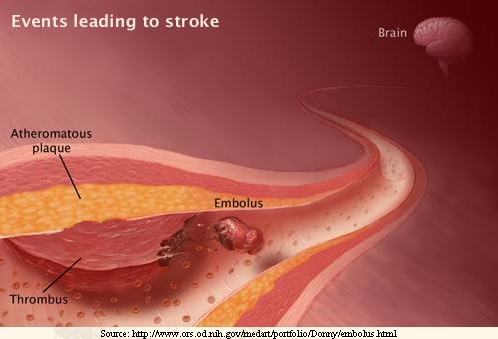 Events leading to stroke
Brain
Atheromatous
plaque
Embolus
Thrombus
Source: http://www.ors.od.nih.gov/medart/portfolio/Donny/embolus.html